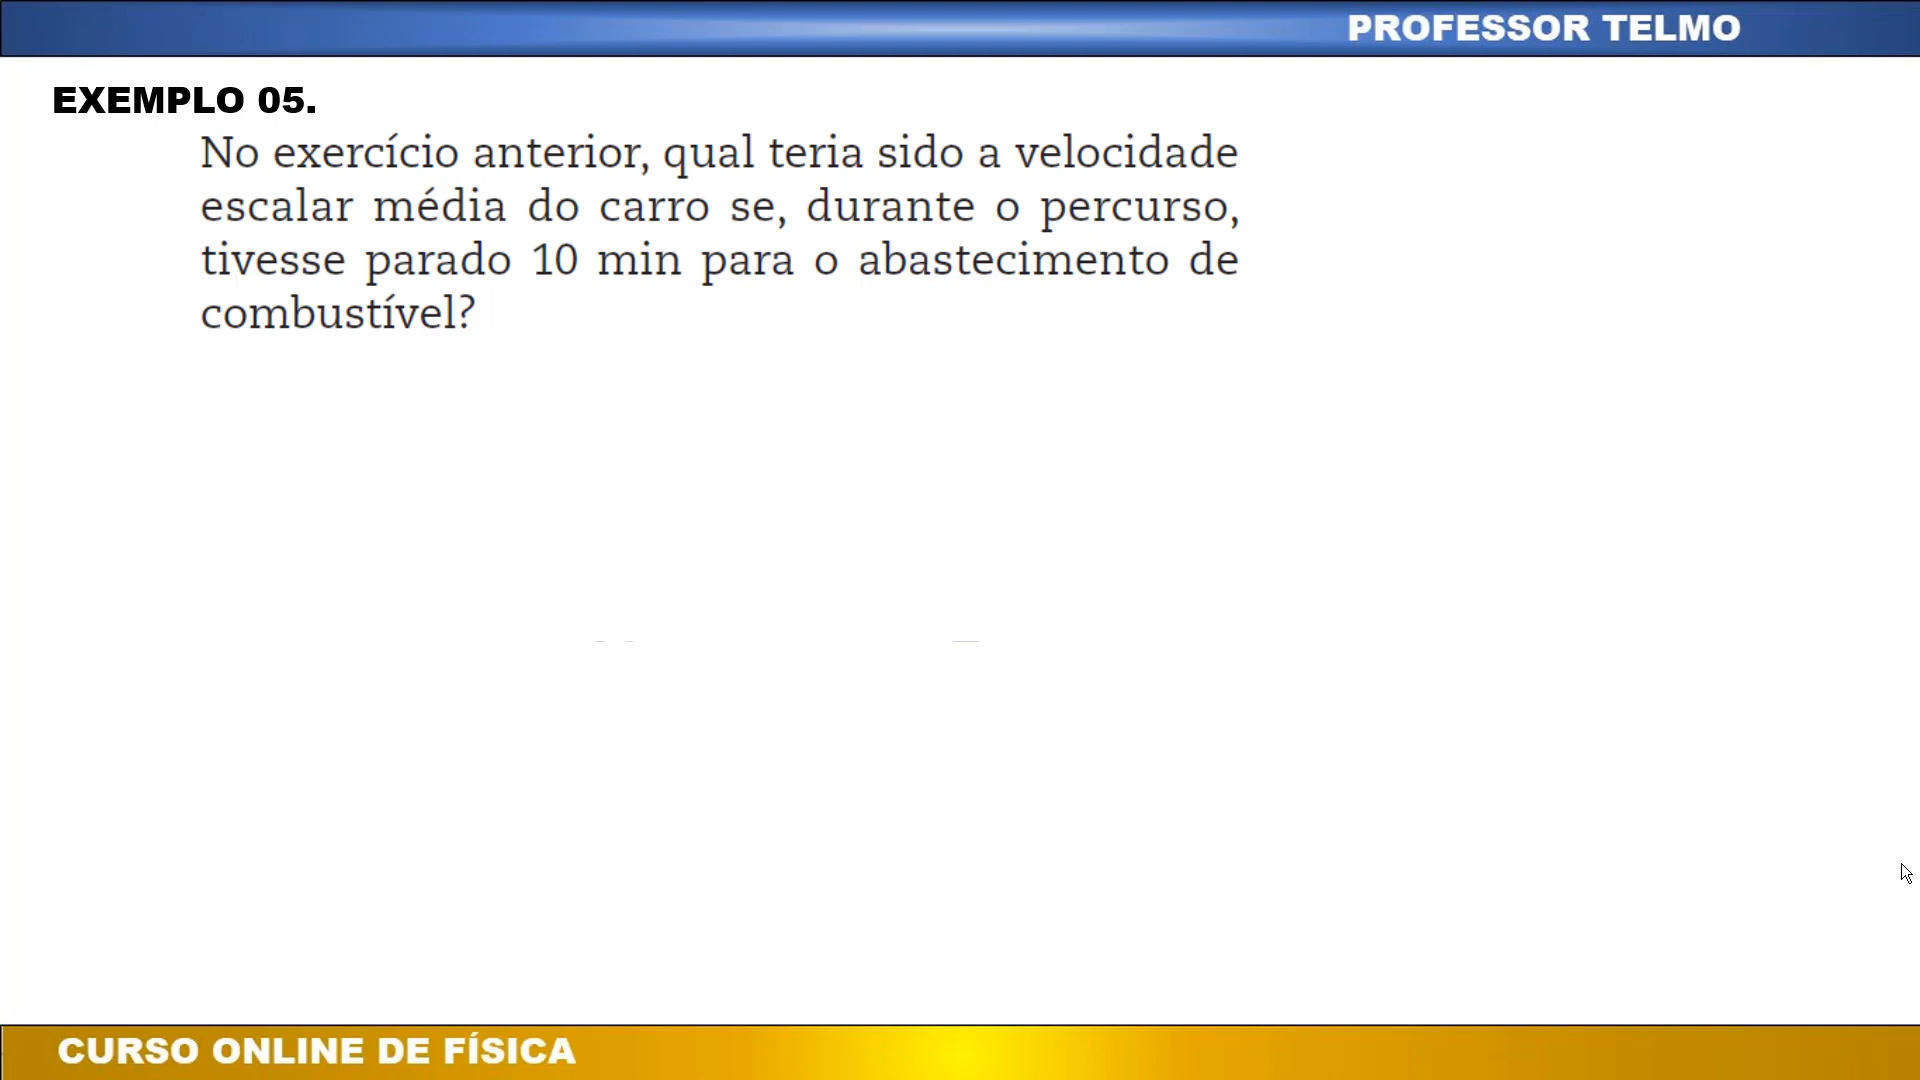 PROFESSOR TELMO
EXEMPLO 05.
No exercício anterior, qual teria sido a velocidade
escalar média do carro se, durante o percurso,
tivesse parado 10 min para o abastecimento de
combustível?
CURSO ONLINE DE FÍSICA